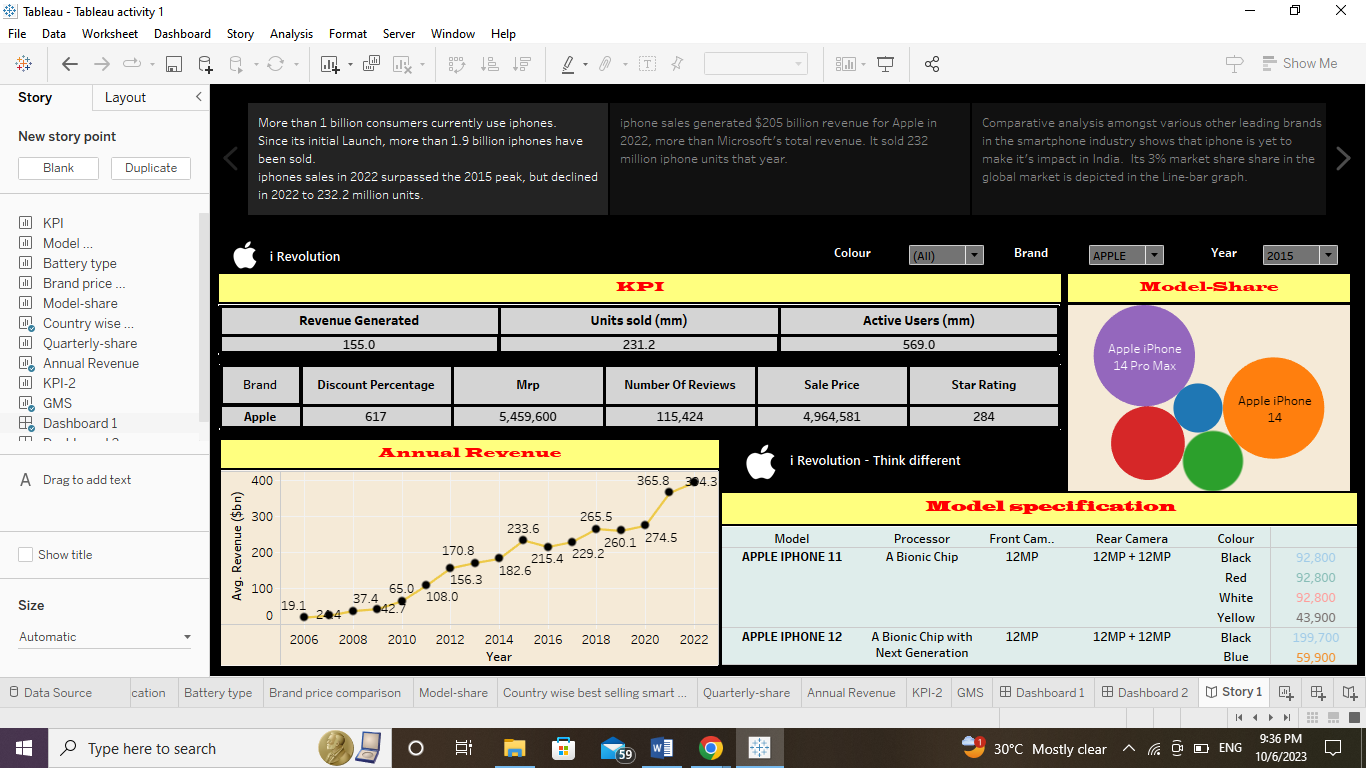 Tableau - Tableau activity 1
File Data Worksheet Dashboard Story Analysis Format Server Window Help
Show Me
Story Layout
New story point
Blank Duplicate
KPI
Model ...
Battery type
Brand price ...
Model-share
Country wise ...
Quarterly-share
Annual Revenue
KPI-2
GMS
Dashboard 1
A Drag to add text
Show title
Size
Automatic
More than 1 billion consumers currently use iphones.
Since its initial Launch, more than 1.9 billion iphones have
been sold.
iphones sales in 2022 surpassed the 2015 peak, but declined
in 2022 to 232.2 million units.
iphone sales generated $205 billion revenue for Apple in
2022, more than Microsoft's total revenue. It sold 232
million iphone units that year.
Comparative analysis amongst various other leading brands
in the smartphone industry shows that iphone is yet to
make it's impact in India. Its 3% market share share in the
global market is depicted in the Line-bar graph.
i Revolution
Colour (All) Brand APPLE Year 2015
KPI
Revenue Generated Units sold (mm) Active Users (mm)
155.0 231.2 569.0
Brand Discount Percentage Mrp Number Of Reviews Sale Price Star Rating
Apple 617 5,459,600 115,424 4,964,581 284
Model-Share
Apple iPhone
14 Pro Max
Apple iPhone
14
Annual Revenue
Avg. Revenue ($bn)
400
300
200
100
0
19.1 24.4 37.4 42.7 65.0 108.0 156.3 170.8 182.6 233.6 215.4 229.2 265.5 260.1 274.5 365.8 394.3
2006 2008 2010 2012 2014 2016 2018 2020 2022
Year
i Revolution - Think different
Model specification
Model Processor Front Cam.. Rear Camera Colour
APPLE IPHONE 11 A Bionic Chip 12MP 12MP + 12MP Black 92,800
Red 92,800
White 92,800
Yellow 43,900
APPLE IPHONE 12 A Bionic Chip with 12MP 12MP + 12MP Black 199,700
Next Generation Blue 59,900
Data Source cation Battery type Brand price comparison Model-share Country wise best selling smart ... Quarterly-share Annual Revenue KPI-2 GMS Dashboard 1 Dashboard 2 Story 1
Type here to search
59
1
30°C Mostly clear
ENG
9:36 PM
10/6/2023